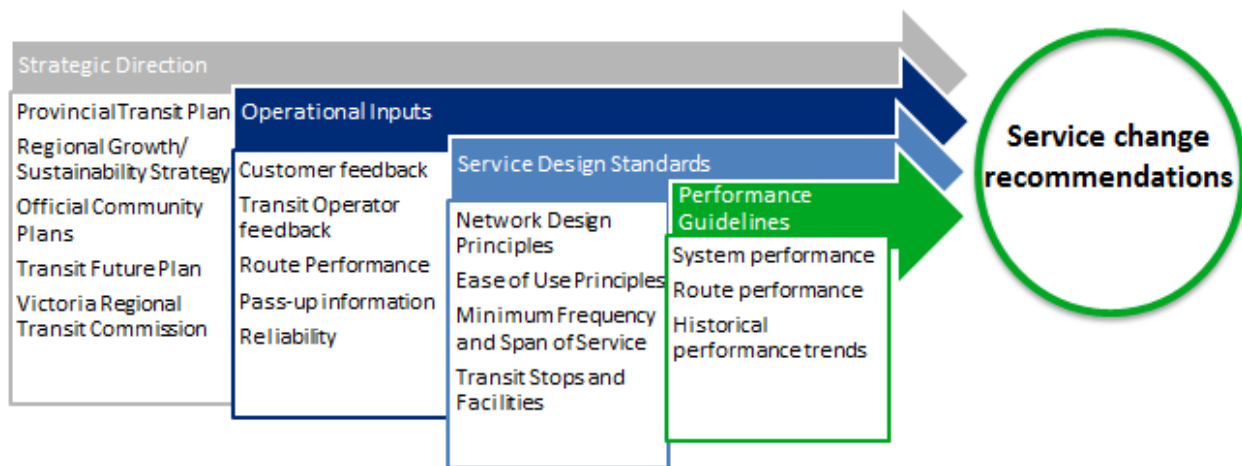 Strategic Direction
Provincial Transit Plan
Regional Growth/
Sustainability Strategy
Official Community
Plans
Transit Future Plan
Victoria Regional
Transit Commission
Operational Inputs
Customer feedback
Transit Operator
feedback
Route Performance
Pass-up information
Reliability
Service Design Standards
Network Design
Principles
Ease of Use Principles
Minimum Frequency
and Span of Service
Transit Stops and
Facilities
Performance
Guidelines
System performance
Route performance
Historical
performance trends
Service change
recommendations